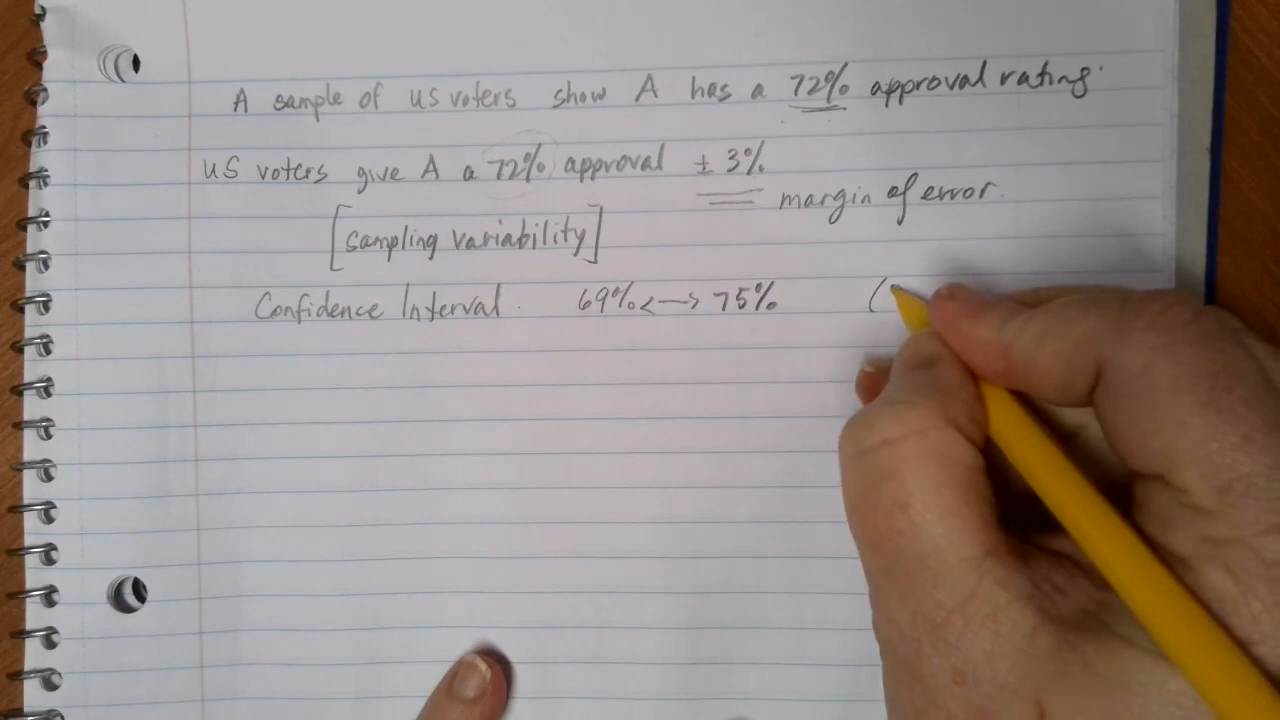 A sample of US voters show A has a 72% approval rating.
US voters give A a 72% approval ± 3%
margin of error.
[sampling variability]
Confidence Interval. 69% <—> 75% (